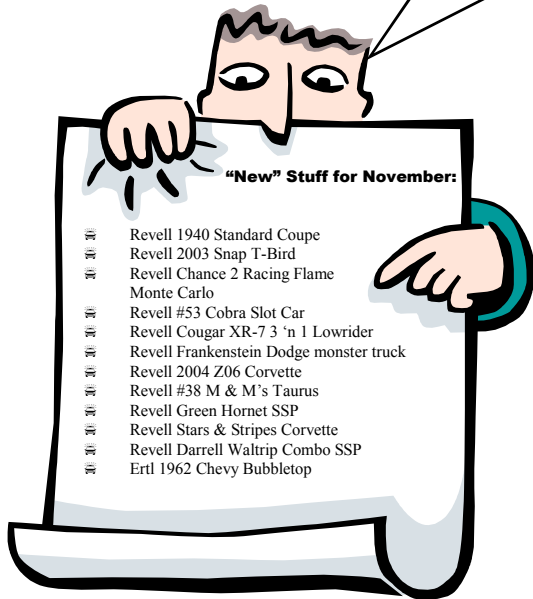 “New” Stuff for November:
Revell 1940 Standard Coupe
Revell 2003 Snap T-Bird
Revell Chance 2 Racing Flame
Monte Carlo
Revell #53 Cobra Slot Car
Revell Cougar XR-7 3 ‘n 1 Lowrider
Revell Frankenstein Dodge monster truck
Revell 2004 Z06 Corvette
Revell #38 M & M’s Taurus
Revell Green Hornet SSP
Revell Stars & Stripes Corvette
Revell Darrell Waltrip Combo SSP
Ertl 1962 Chevy Bubbletop